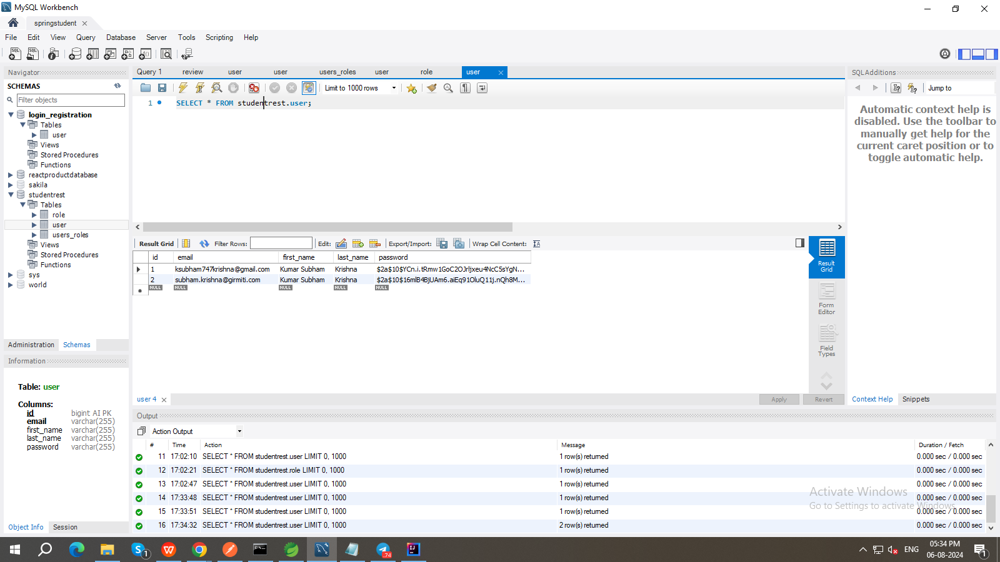 MySQL Workbench
springstudent
File Edit View Query Database Server Tools Scripting Help
Navigator
SCHEMAS
Filter objects
login_registration
Tables
user
Views
Stored Procedures
Functions
reactproductdatabase
sakila
studentrest
Tables
role
user
users_roles
Views
Stored Procedures
Functions
sys
world
Administration Schemas
Information
Table: user
Columns:
id bigint AI PK
email varchar(255)
first_name varchar(255)
last_name varchar(255)
password varchar(255)
Object Info Session
Query 1 review user user users_roles user role user
Limit to 1000 rows
1 SELECT * FROM studentrest.user;
Result Grid Filter Rows: Edit: Export/Import: Wrap Cell Content:
id email first_name last_name password
1 ksubham747krishna@gmail.com Kumar Subham Krishna $2a$10$YCn.i.tRmw1GoC2OJrljxeu4NcC5sYgN...
2 subham.krishna@girmiti.com Kumar Subham Krishna $2a$10$16mlB4BjUAm6.aiEq91OluQ11j.nQh8M...
NULL NULL NULL NULL NULL
Result
Grid
Form
Editor
Field
Types
user 4 Apply Revert
SQLAdditions
Jump to
Automatic context help is
disabled. Use the toolbar to
manually get help for the
current caret position or to
toggle automatic help.
Context Help Snippets
Output
Action Output
# Time Action Message Duration / Fetch
11 17:02:10 SELECT * FROM studentrest.user LIMIT 0, 1000 1 row(s) returned 0.000 sec / 0.000 sec
12 17:02:21 SELECT * FROM studentrest.role LIMIT 0, 1000 1 row(s) returned 0.000 sec / 0.000 sec
13 17:02:47 SELECT * FROM studentrest.user LIMIT 0, 1000 1 row(s) returned 0.000 sec / 0.000 sec
14 17:33:48 SELECT * FROM studentrest.user LIMIT 0, 1000 1 row(s) returned 0.000 sec / 0.000 sec
15 17:33:51 SELECT * FROM studentrest.user LIMIT 0, 1000 1 row(s) returned 0.000 sec / 0.000 sec
16 17:34:32 SELECT * FROM studentrest.user LIMIT 0, 1000 2 row(s) returned 0.000 sec / 0.000 sec
Activate Windows
Go to Settings to activate Windows.
ENG
05:34 PM
06-08-2024